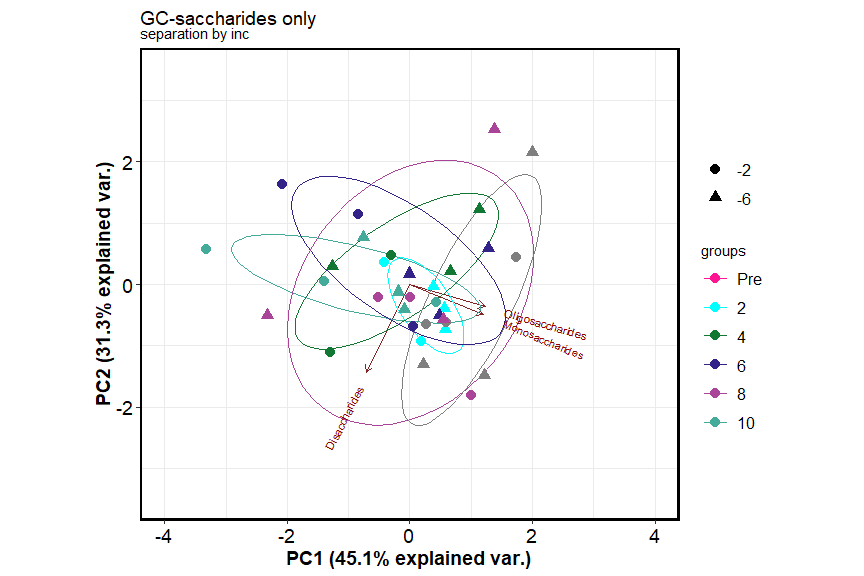 GC-saccharides only
separation by inc
PC2 (31.3% explained var.)
2
0
-2
Oligosaccharides
Monosaccharides
Disaccharides
-4
-2
0
2
4
PC1 (45.1% explained var.)
-2
-6
groups
Pre
2
4
6
8
10